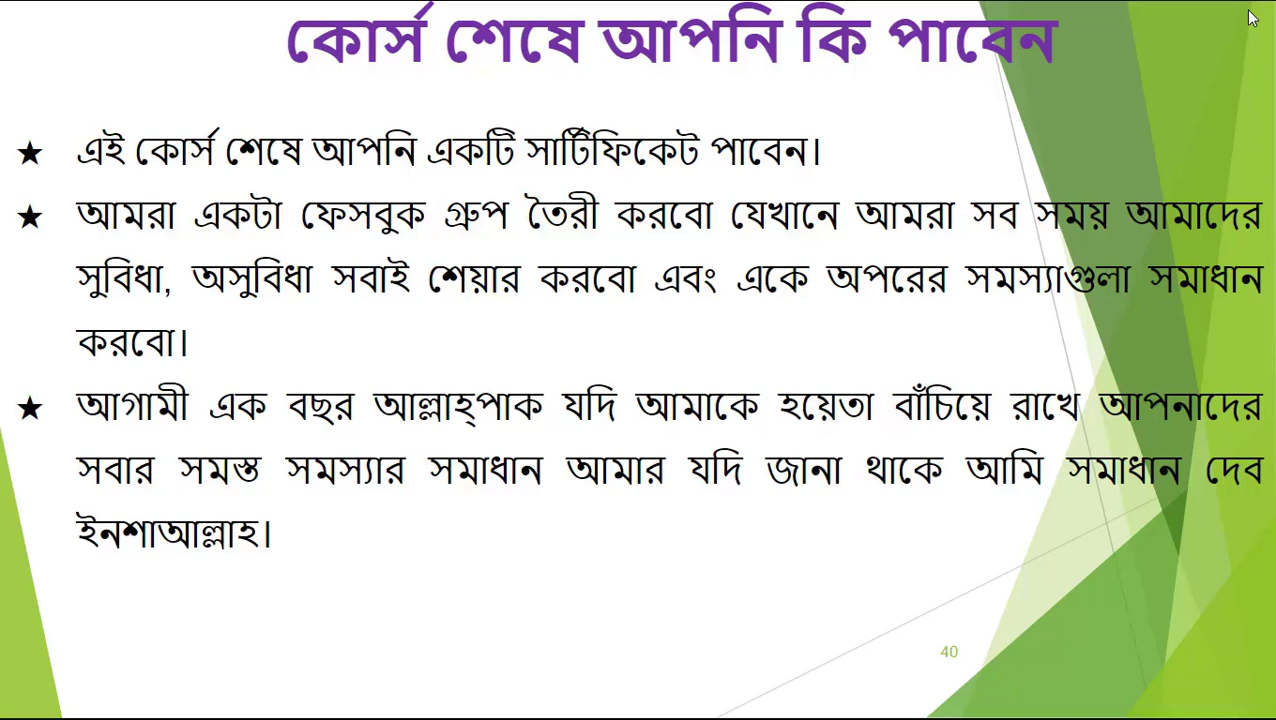 কোর্স শেষে আপনি কি পাবেন
★ এই কোর্স শেষে আপনি একটি সার্টিফিকেট পাবেন।
★ আমরা একটা ফেসবুক গ্রুপ তৈরী করবো যেখানে আমরা সব সময় আমাদের
সুবিধা, অসুবিধা সবাই শেয়ার করবো এবং একে অপরের সমস্যাগুলা সমাধান
করবো।
★ আগামী এক বছর আল্লাহ্পাক যদি আমাকে হয়েতা বাঁচিয়ে রাখে আপনাদের
সবার সমস্ত সমস্যার সমাধান আমার যদি জানা থাকে আমি সমাধান দেব
ইনশাআল্লাহ।
40